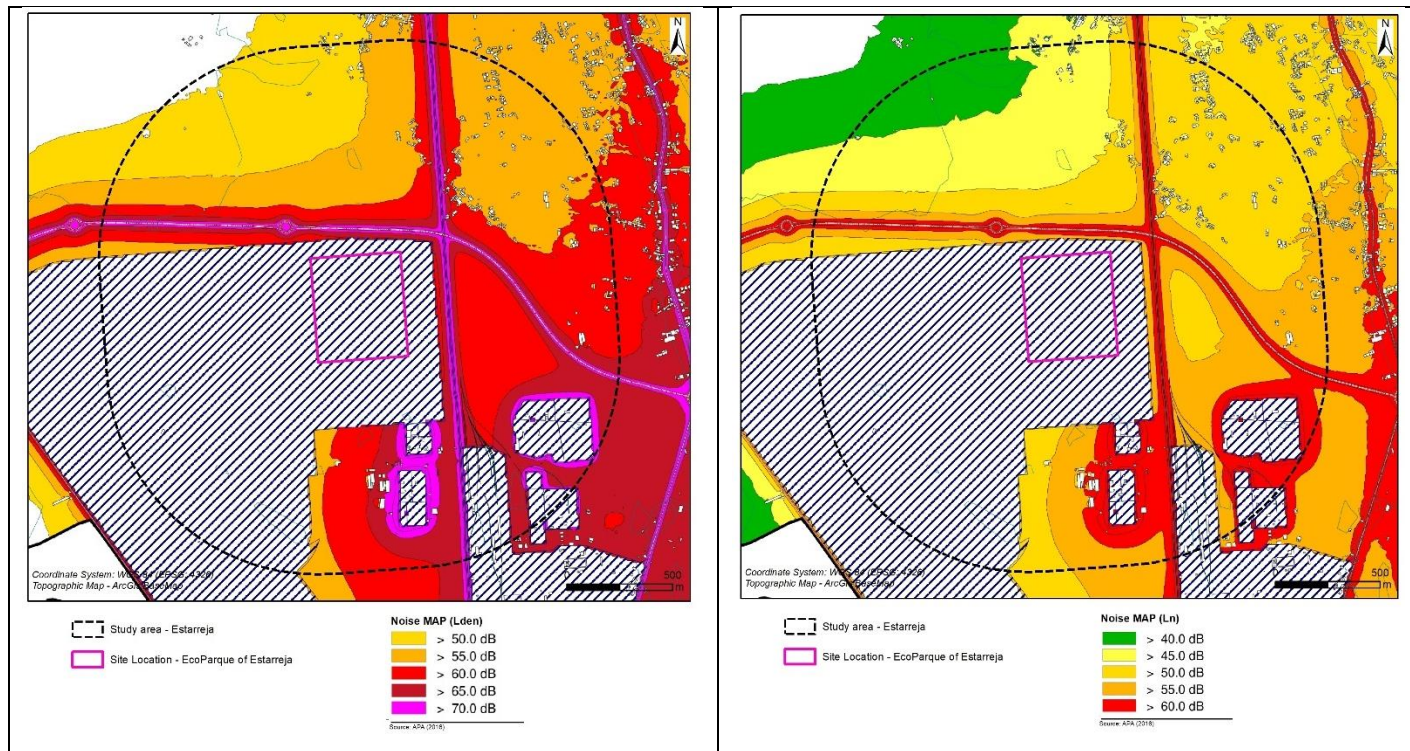 N
Coordinate System: WGS 84 (EPSG: 4326)
Topographic Map - ArcGis BaseMap
500
m
Study area - Estarreja
Site Location - EcoParque of Estarreja
Noise MAP (Lden)
> 50.0 dB
> 55.0 dB
> 60.0 dB
> 65.0 dB
> 70.0 dB
Source: APA (2016)
N
Coordinate System: WGS 84 (EPSG: 4326)
Topographic Map - ArcGis BaseMap
500
m
Study area - Estarreja
Site Location - EcoParque of Estarreja
Noise MAP (Ln)
> 40.0 dB
> 45.0 dB
> 50.0 dB
> 55.0 dB
> 60.0 dB
Source: APA (2016)